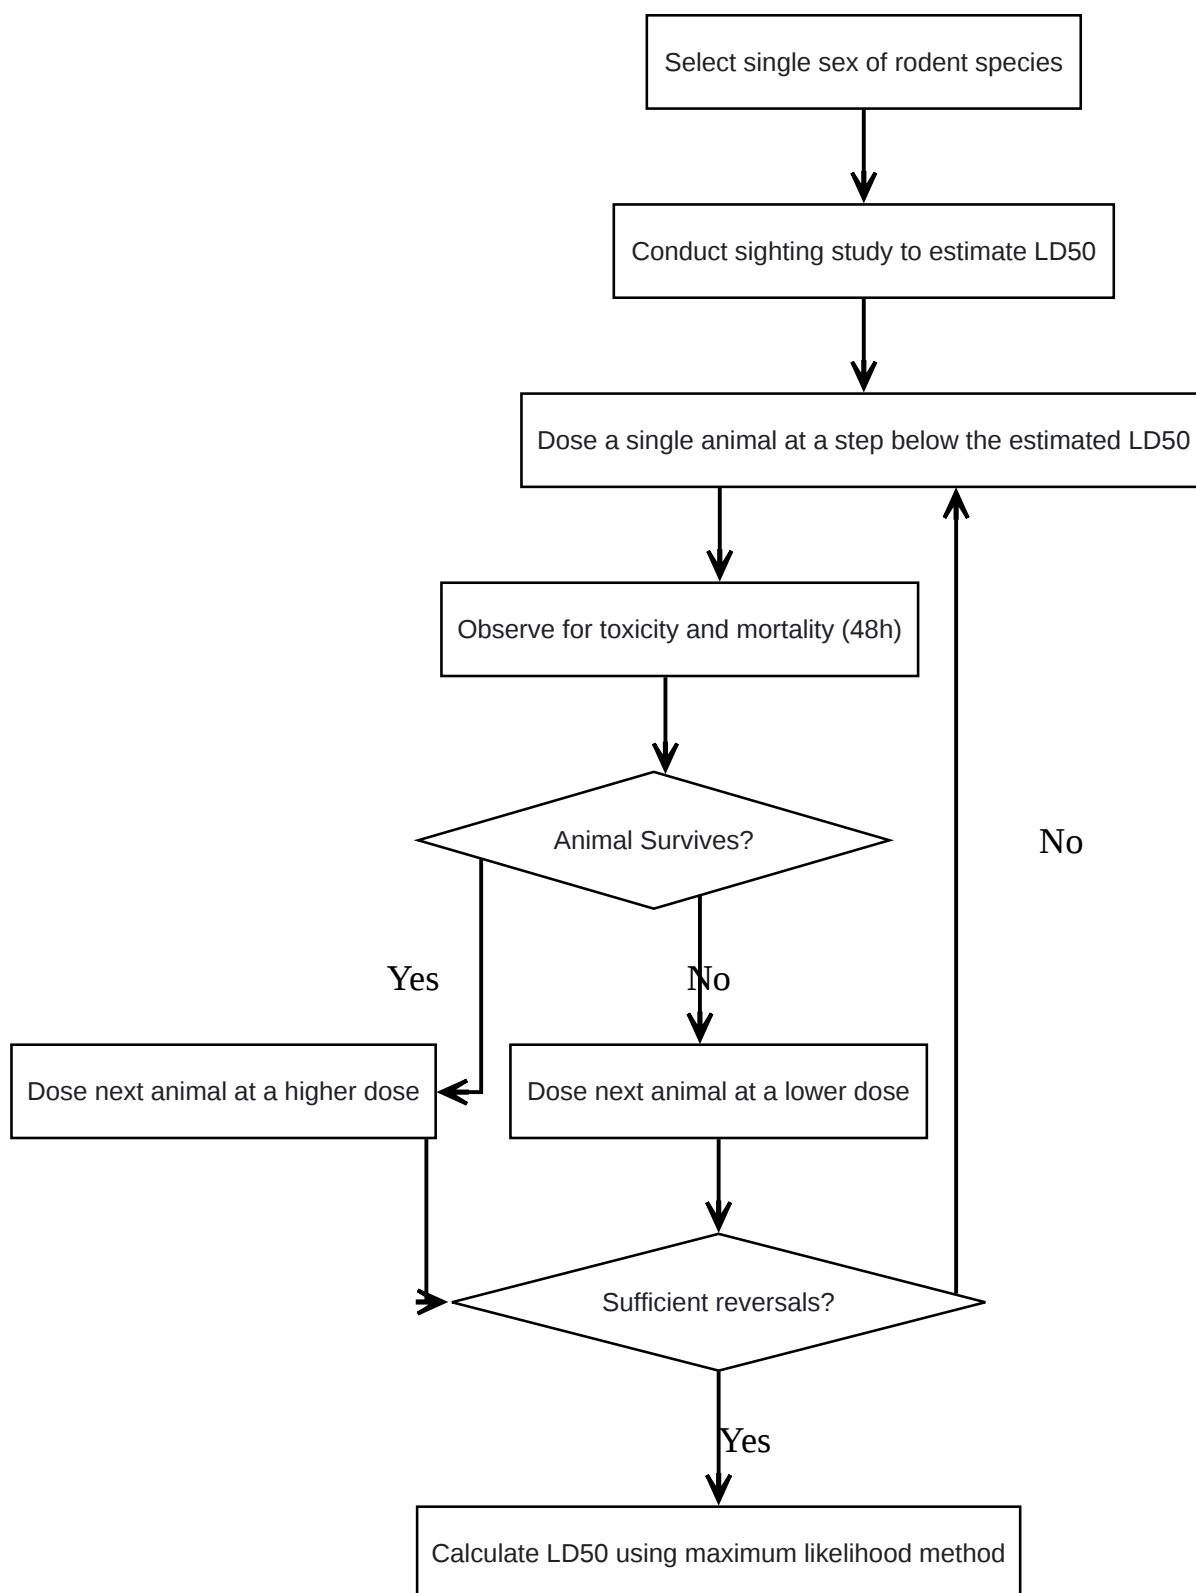 Select single sex of rodent species
Conduct sighting study to estimate LD50
Dose a single animal at a step below the estimated LD50
Observe for toxicity and mortality (48h)
Animal Survives?
No
Yes
No
Dose next animal at a higher dose
Dose next animal at a lower dose
Sufficient reversals?
Yes
Calculate LD50 using maximum likelihood method